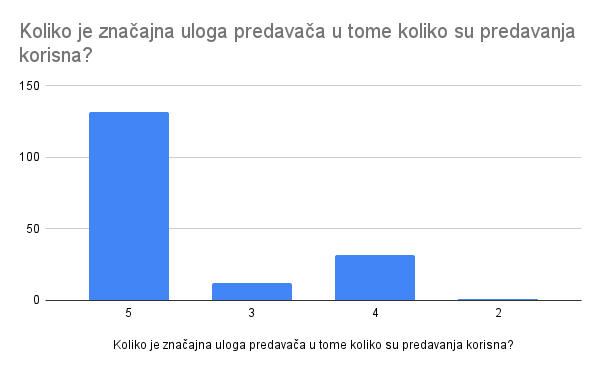 Koliko je značajna uloga predavača u tome koliko su predavanja
korisna?
150
100
50
0
5
3
4
2
Koliko je značajna uloga predavača u tome koliko su predavanja korisna?